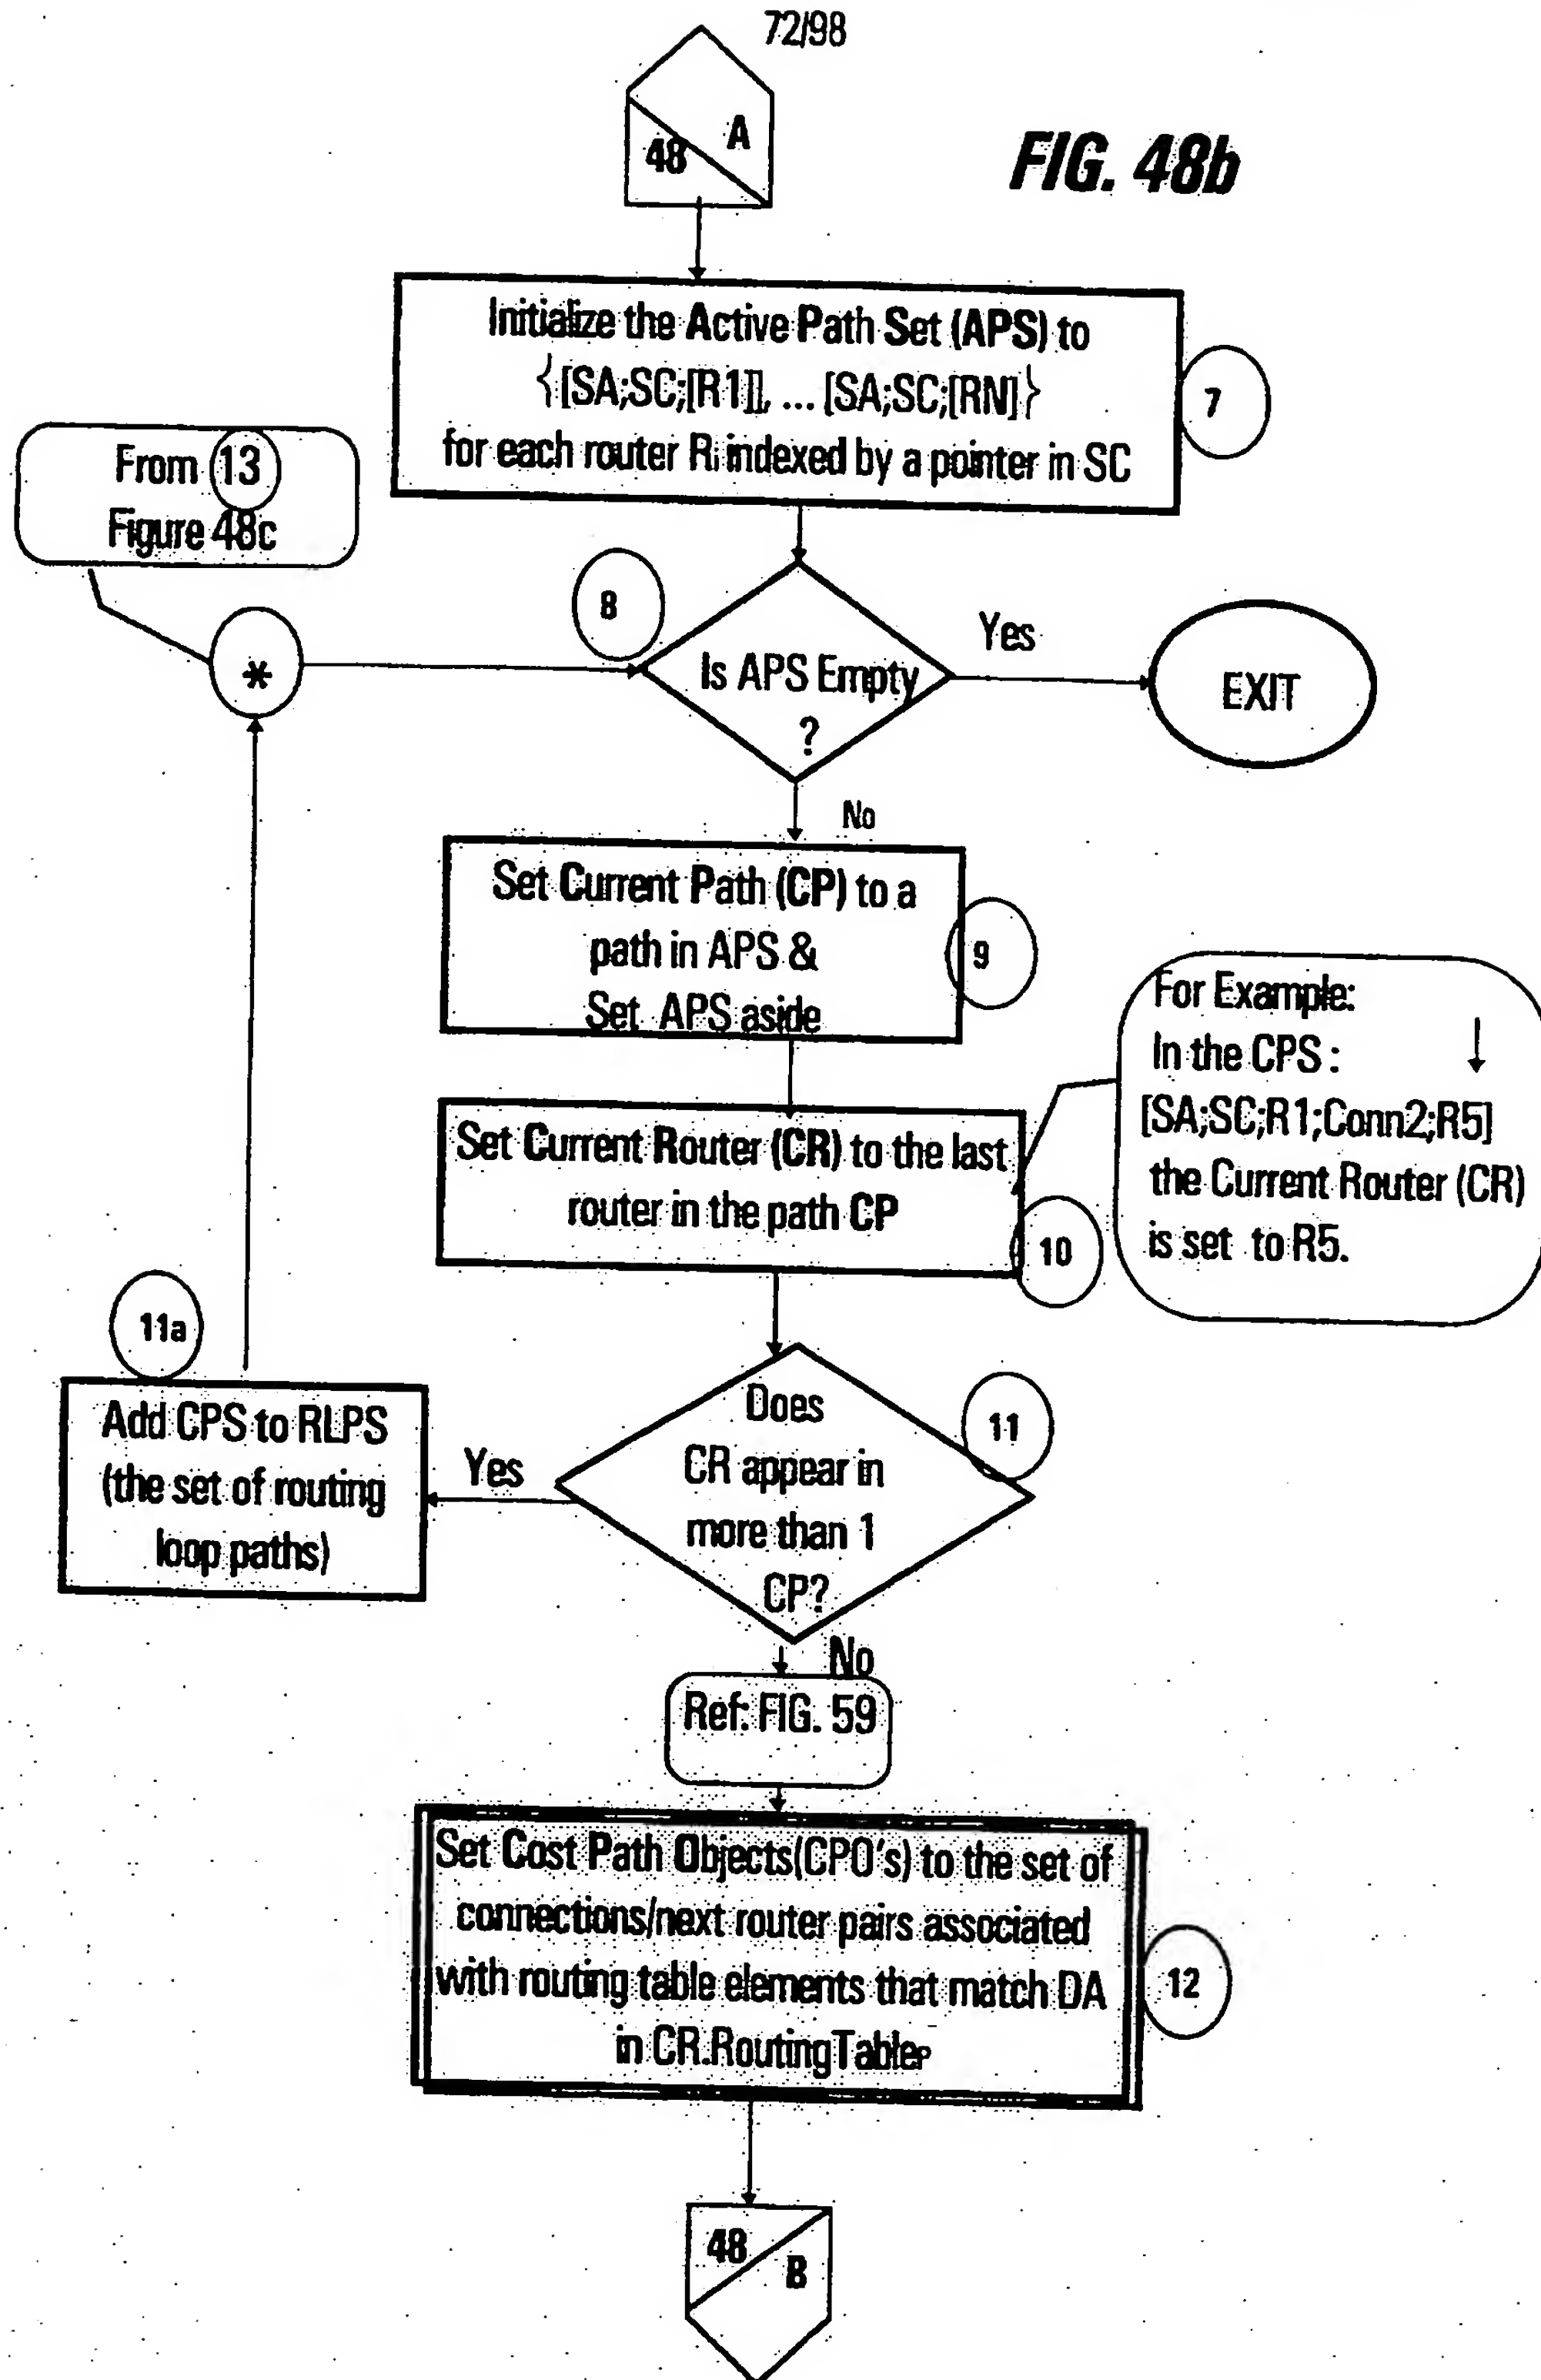 72/98
48 A
FIG. 48b
Initialize the Active Path Set (APS) to
{[SA;SC;[R1]], ... [SA;SC;[RN]}
for each router Ri indexed by a pointer in SC
7
From 13
Figure 48c
8
*
Is APS Empty
?
Yes
EXIT
No
Set Current Path (CP) to a
path in APS &
Set APS aside
9
For Example:
In the CPS : ↓
[SA;SC;R1;Conn2;R5]
the Current Router (CR)
is set to R5.
Set Current Router (CR) to the last
router in the path CP
10
11a
Add CPS to RLPS
(the set of routing
loop paths)
Yes
Does
CR appear in
more than 1
CP?
11
No
Ref: FIG. 59
Set Cost Path Objects(CPO's) to the set of
connections/next router pairs associated
with routing table elements that match DA
in CR.RoutingTableP
12
48 B